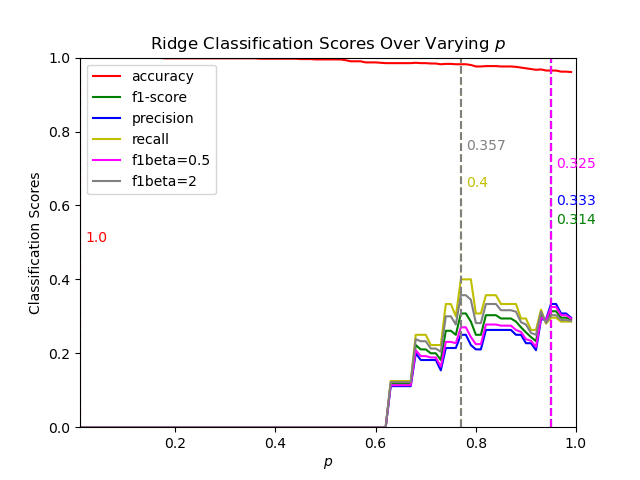 Ridge Classification Scores Over Varying p
1.0
0.8
0.6
0.4
0.2
0.0
Classification Scores
accuracy
f1-score
precision
recall
f1beta=0.5
f1beta=2
1.0
0.357
0.4
0.325
0.333
0.314
0.2
0.4
0.6
0.8
1.0
p